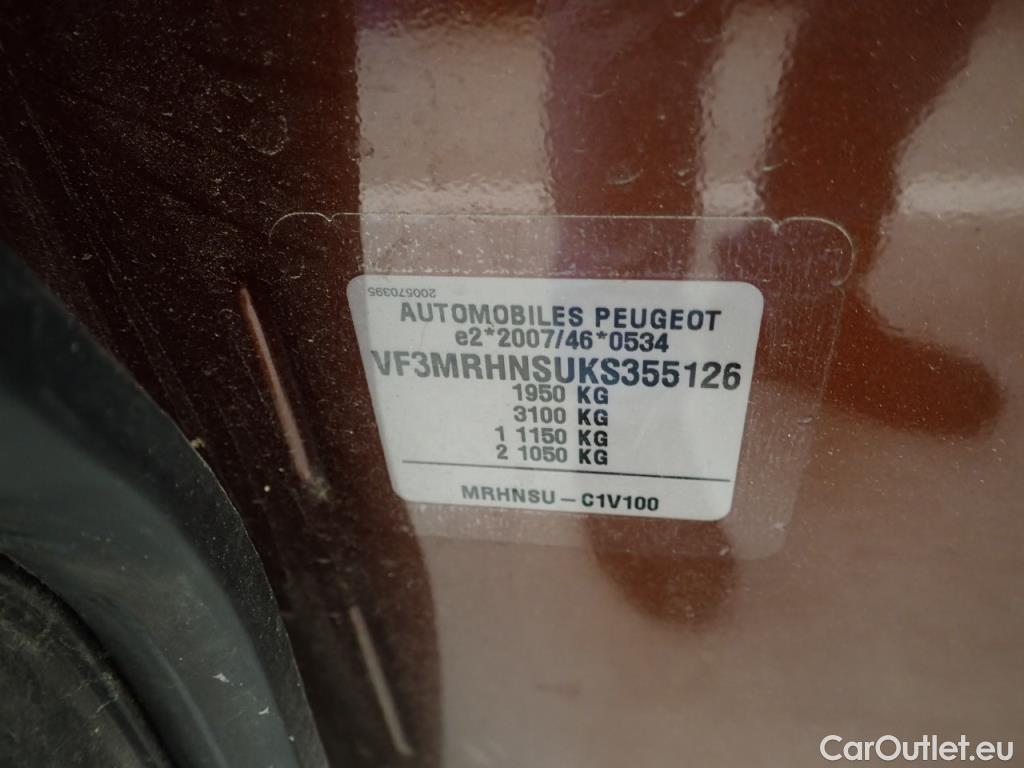 200570395
AUTOMOBILES PEUGEOT
e2*2007/46*0534
VF3MRHNSUKS355126
1950 KG
3100 KG
1 1150 KG
2 1050 KG
MRHNSU – C1V100
CarOutlet.eu